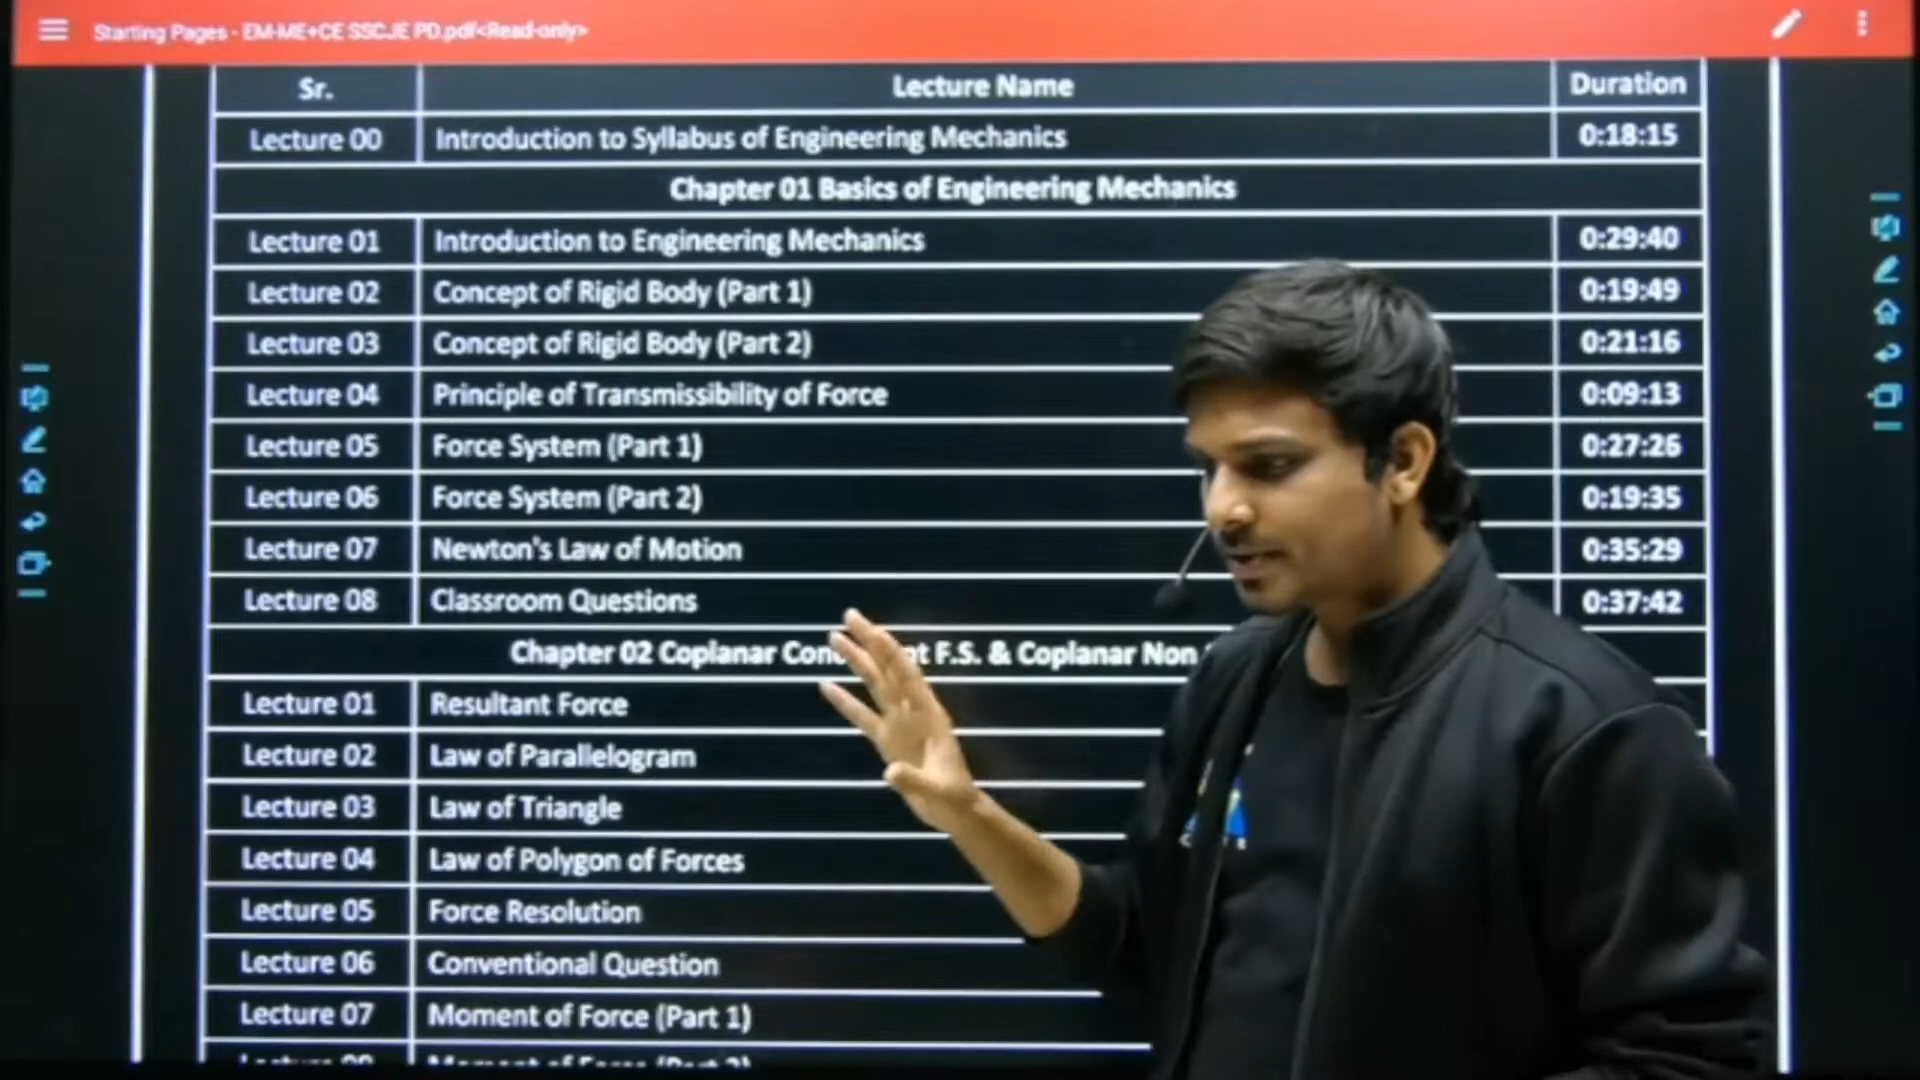 Starting Pages - EM-ME+CE SSCJE PD.pdf<Read-only>
Sr. Lecture Name Duration
Lecture 00 Introduction to Syllabus of Engineering Mechanics 0:18:15
Chapter 01 Basics of Engineering Mechanics
Lecture 01 Introduction to Engineering Mechanics 0:29:40
Lecture 02 Concept of Rigid Body (Part 1) 0:19:49
Lecture 03 Concept of Rigid Body (Part 2) 0:21:16
Lecture 04 Principle of Transmissibility of Force 0:09:13
Lecture 05 Force System (Part 1) 0:27:26
Lecture 06 Force System (Part 2) 0:19:35
Lecture 07 Newton's Law of Motion 0:35:29
Lecture 08 Classroom Questions 0:37:42
Chapter 02 Coplanar F.S. & Coplanar Non
Lecture 01 Resultant Force
Lecture 02 Law of Parallelogram
Lecture 03 Law of Triangle
Lecture 04 Law of Polygon of Forces
Lecture 05 Force Resolution
Lecture 06 Conventional Question
Lecture 07 Moment of Force (Part 1)